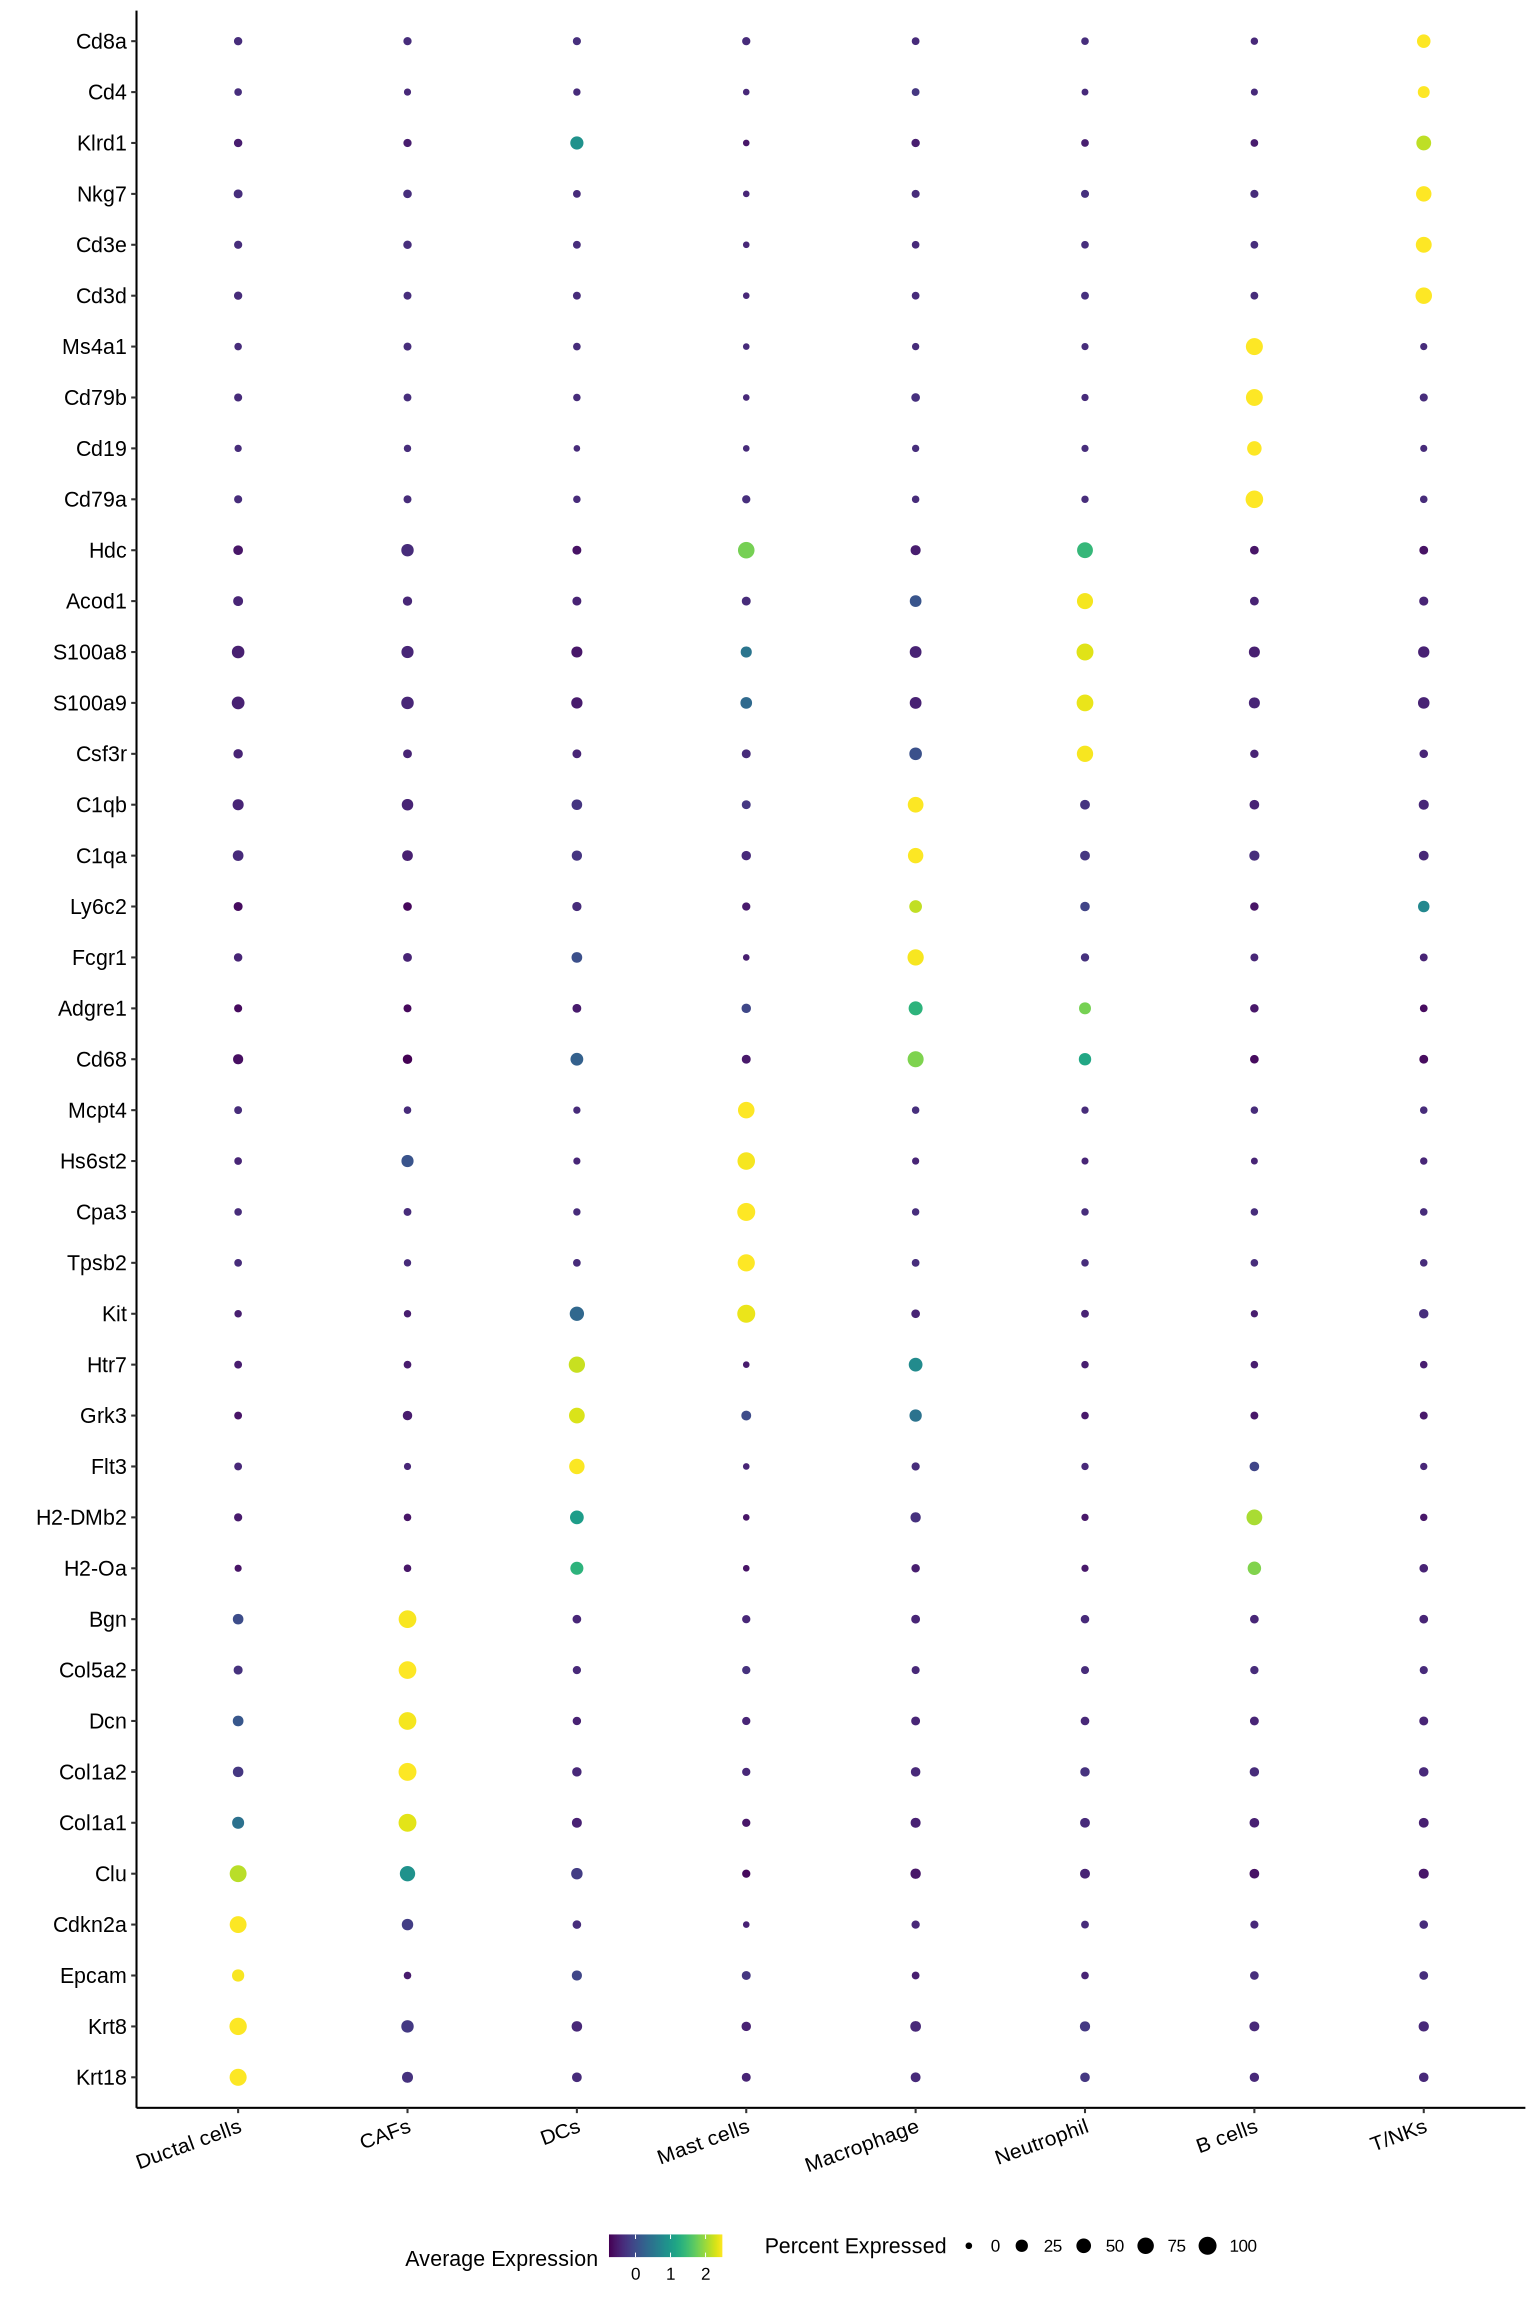 Cd8a
Cd4
Klrd1
Nkg7
Cd3e
Cd3d
Ms4a1
Cd79b
Cd19
Cd79a
Hdc
Acod1
S100a8
S100a9
Csf3r
C1qb
C1qa
Ly6c2
Fcgr1
Adgre1
Cd68
Mcpt4
Hs6st2
Cpa3
Tpsb2
Kit
Htr7
Grk3
Flt3
H2-DMb2
H2-Oa
Bgn
Col5a2
Dcn
Col1a2
Col1a1
Clu
Cdkn2a
Epcam
Krt8
Krt18
Ductal cells CAFs DCs Mast cells Macrophage Neutrophil B cells T/NKs
Average Expression
0 1 2
Percent Expressed 0 25 50 75 100